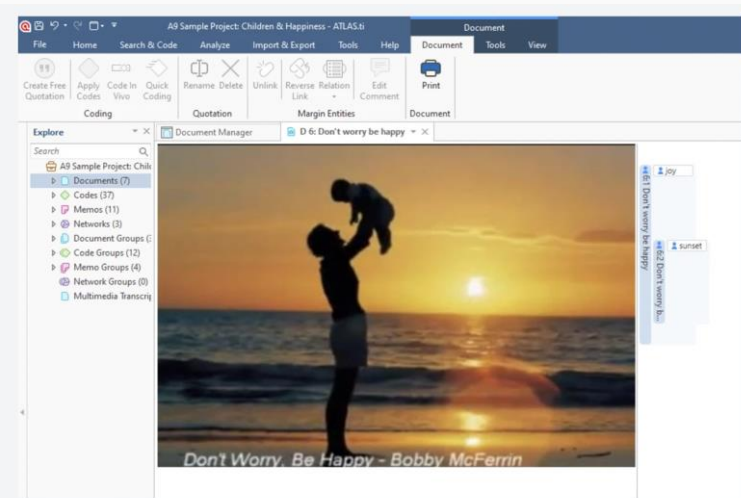 A9 Sample Project: Children & Happiness - ATLAS.ti
Document
File Home Search & Code Analyze Import & Export Tools Help Document Tools View
Create Free Quotation
Apply Codes
Code In Vivo
Quick Coding
Rename Delete
Unlink
Reverse Link
Relation
Edit Comment
Print
Coding Quotation Margin Entities Document
Explore
Document Manager
D 6: Don't worry be happy
Search
A9 Sample Project: Chil
Documents (7)
Codes (37)
Memos (11)
Networks (3)
Document Groups (
Code Groups (12)
Memo Groups (4)
Network Groups (0)
Multimedia Transcrip
6:1 Don't worry be happy
joy
6:2 Don't worry b...
sunset
Don't Worry, Be Happy - Bobby McFerrin